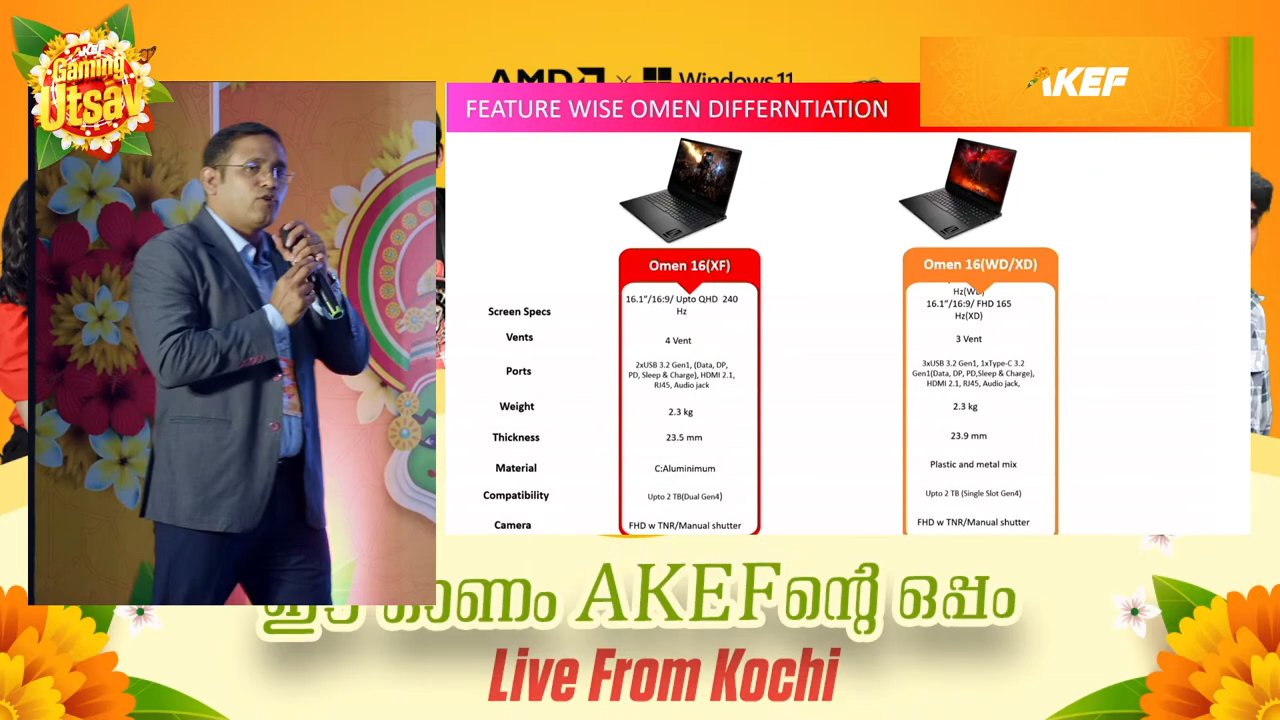 AKEF
Gaming
Utsav
AMD × Windows 11
AKEF
FEATURE WISE OMEN DIFFERNTIATION
Omen 16(XF)
Omen 16(WD/XD)
Screen Specs
16.1"/16:9/ Upto QHD 240
Hz
Hz(WD)
16.1"/16:9/ FHD 165
Hz(XD)
Vents
4 Vent
3 Vent
Ports
2xUSB 3.2 Gen1, (Data, DP,
PD, Sleep & Charge), HDMI 2.1,
RJ45, Audio jack
3xUSB 3.2 Gen1, 1xType-C 3.2
Gen1(Data, DP, PD,Sleep & Charge),
HDMI 2.1, RJ45, Audio jack,
Weight
2.3 kg
2.3 kg
Thickness
23.5 mm
23.9 mm
Material
C:Aluminimum
Plastic and metal mix
Compatibility
Upto 2 TB(Dual Gen4)
Upto 2 TB (Single Slot Gen4)
Camera
FHD w TNR/Manual shutter
FHD w TNR/Manual shutter
ഈ ഓണം AKEFന്റെ ഒപ്പം
Live From Kochi